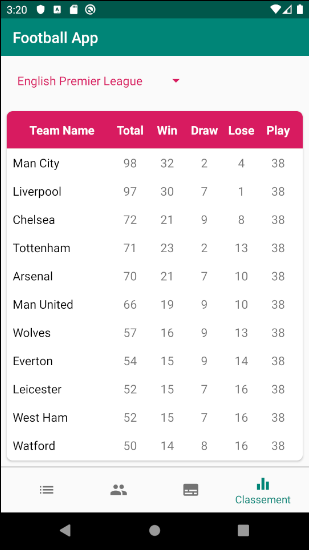 3:20
Football App
English Premier League
Team Name Total Win Draw Lose Play
Man City 98 32 2 4 38
Liverpool 97 30 7 1 38
Chelsea 72 21 9 8 38
Tottenham 71 23 2 13 38
Arsenal 70 21 7 10 38
Man United 66 19 9 10 38
Wolves 57 16 9 13 38
Everton 54 15 9 14 38
Leicester 52 15 7 16 38
West Ham 52 15 7 16 38
Watford 50 14 8 16 38
Classement